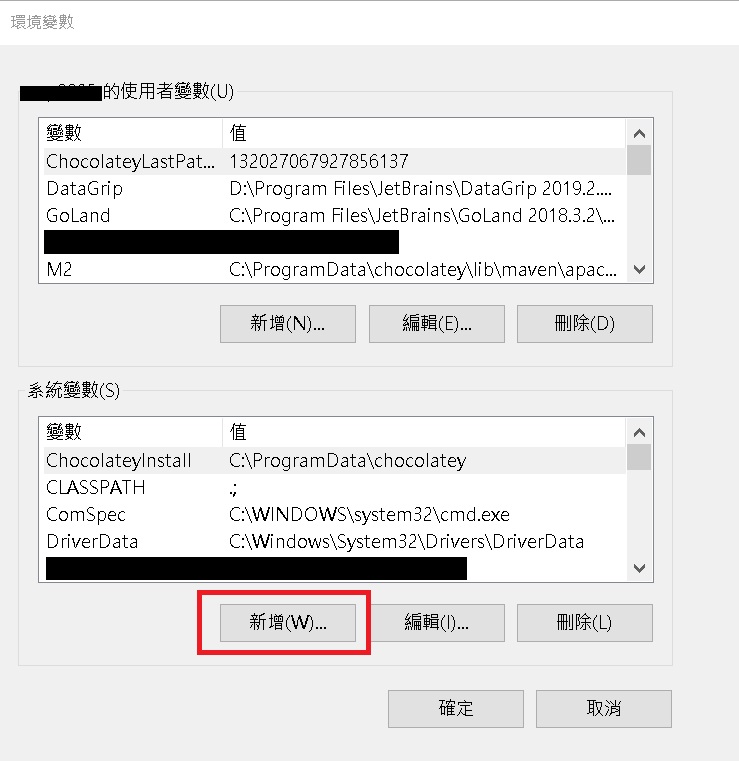 環境變數
的使用者變數(U)
變數 值
ChocolateyLastPat... 132027067927856137
DataGrip D:\Program Files\JetBrains\DataGrip 2019.2....
GoLand C:\Program Files\JetBrains\GoLand 2018.3.2\...
M2 C:\ProgramData\chocolatey\lib\maven\apac...
新增(N)... 編輯(E)... 刪除(D)
系統變數(S)
變數 值
ChocolateyInstall C:\ProgramData\chocolatey
CLASSPATH .;
ComSpec C:\WINDOWS\system32\cmd.exe
DriverData C:\Windows\System32\Drivers\DriverData
新增(W)... 編輯(I)... 刪除(L)
確定 取消